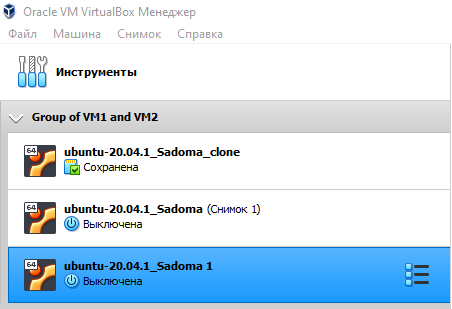 Oracle VM VirtualBox Менеджер
Файл Машина Снимок Справка
Инструменты
Group of VM1 and VM2
64
ubuntu-20.04.1_Sadoma_clone
Сохранена
64
ubuntu-20.04.1_Sadoma (Снимок 1)
Выключена
64
ubuntu-20.04.1_Sadoma 1
Выключена